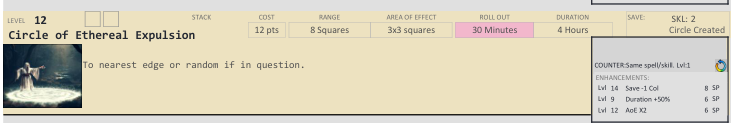 LEVEL 12 STACK COST RANGE AREA OF EFFECT ROLL OUT DURATION SAVE: SKL: 2
Circle of Ethereal Expulsion 12 pts 8 Squares 3x3 squares 30 Minutes 4 Hours Circle Created
To nearest edge or random if in question.
COUNTER:Same spell/skill. Lvl:1
ENHANCEMENTS:
Lvl 14 Save -1 Col 8 SP
Lvl 9 Duration +50% 6 SP
Lvl 12 AoE X2 6 SP